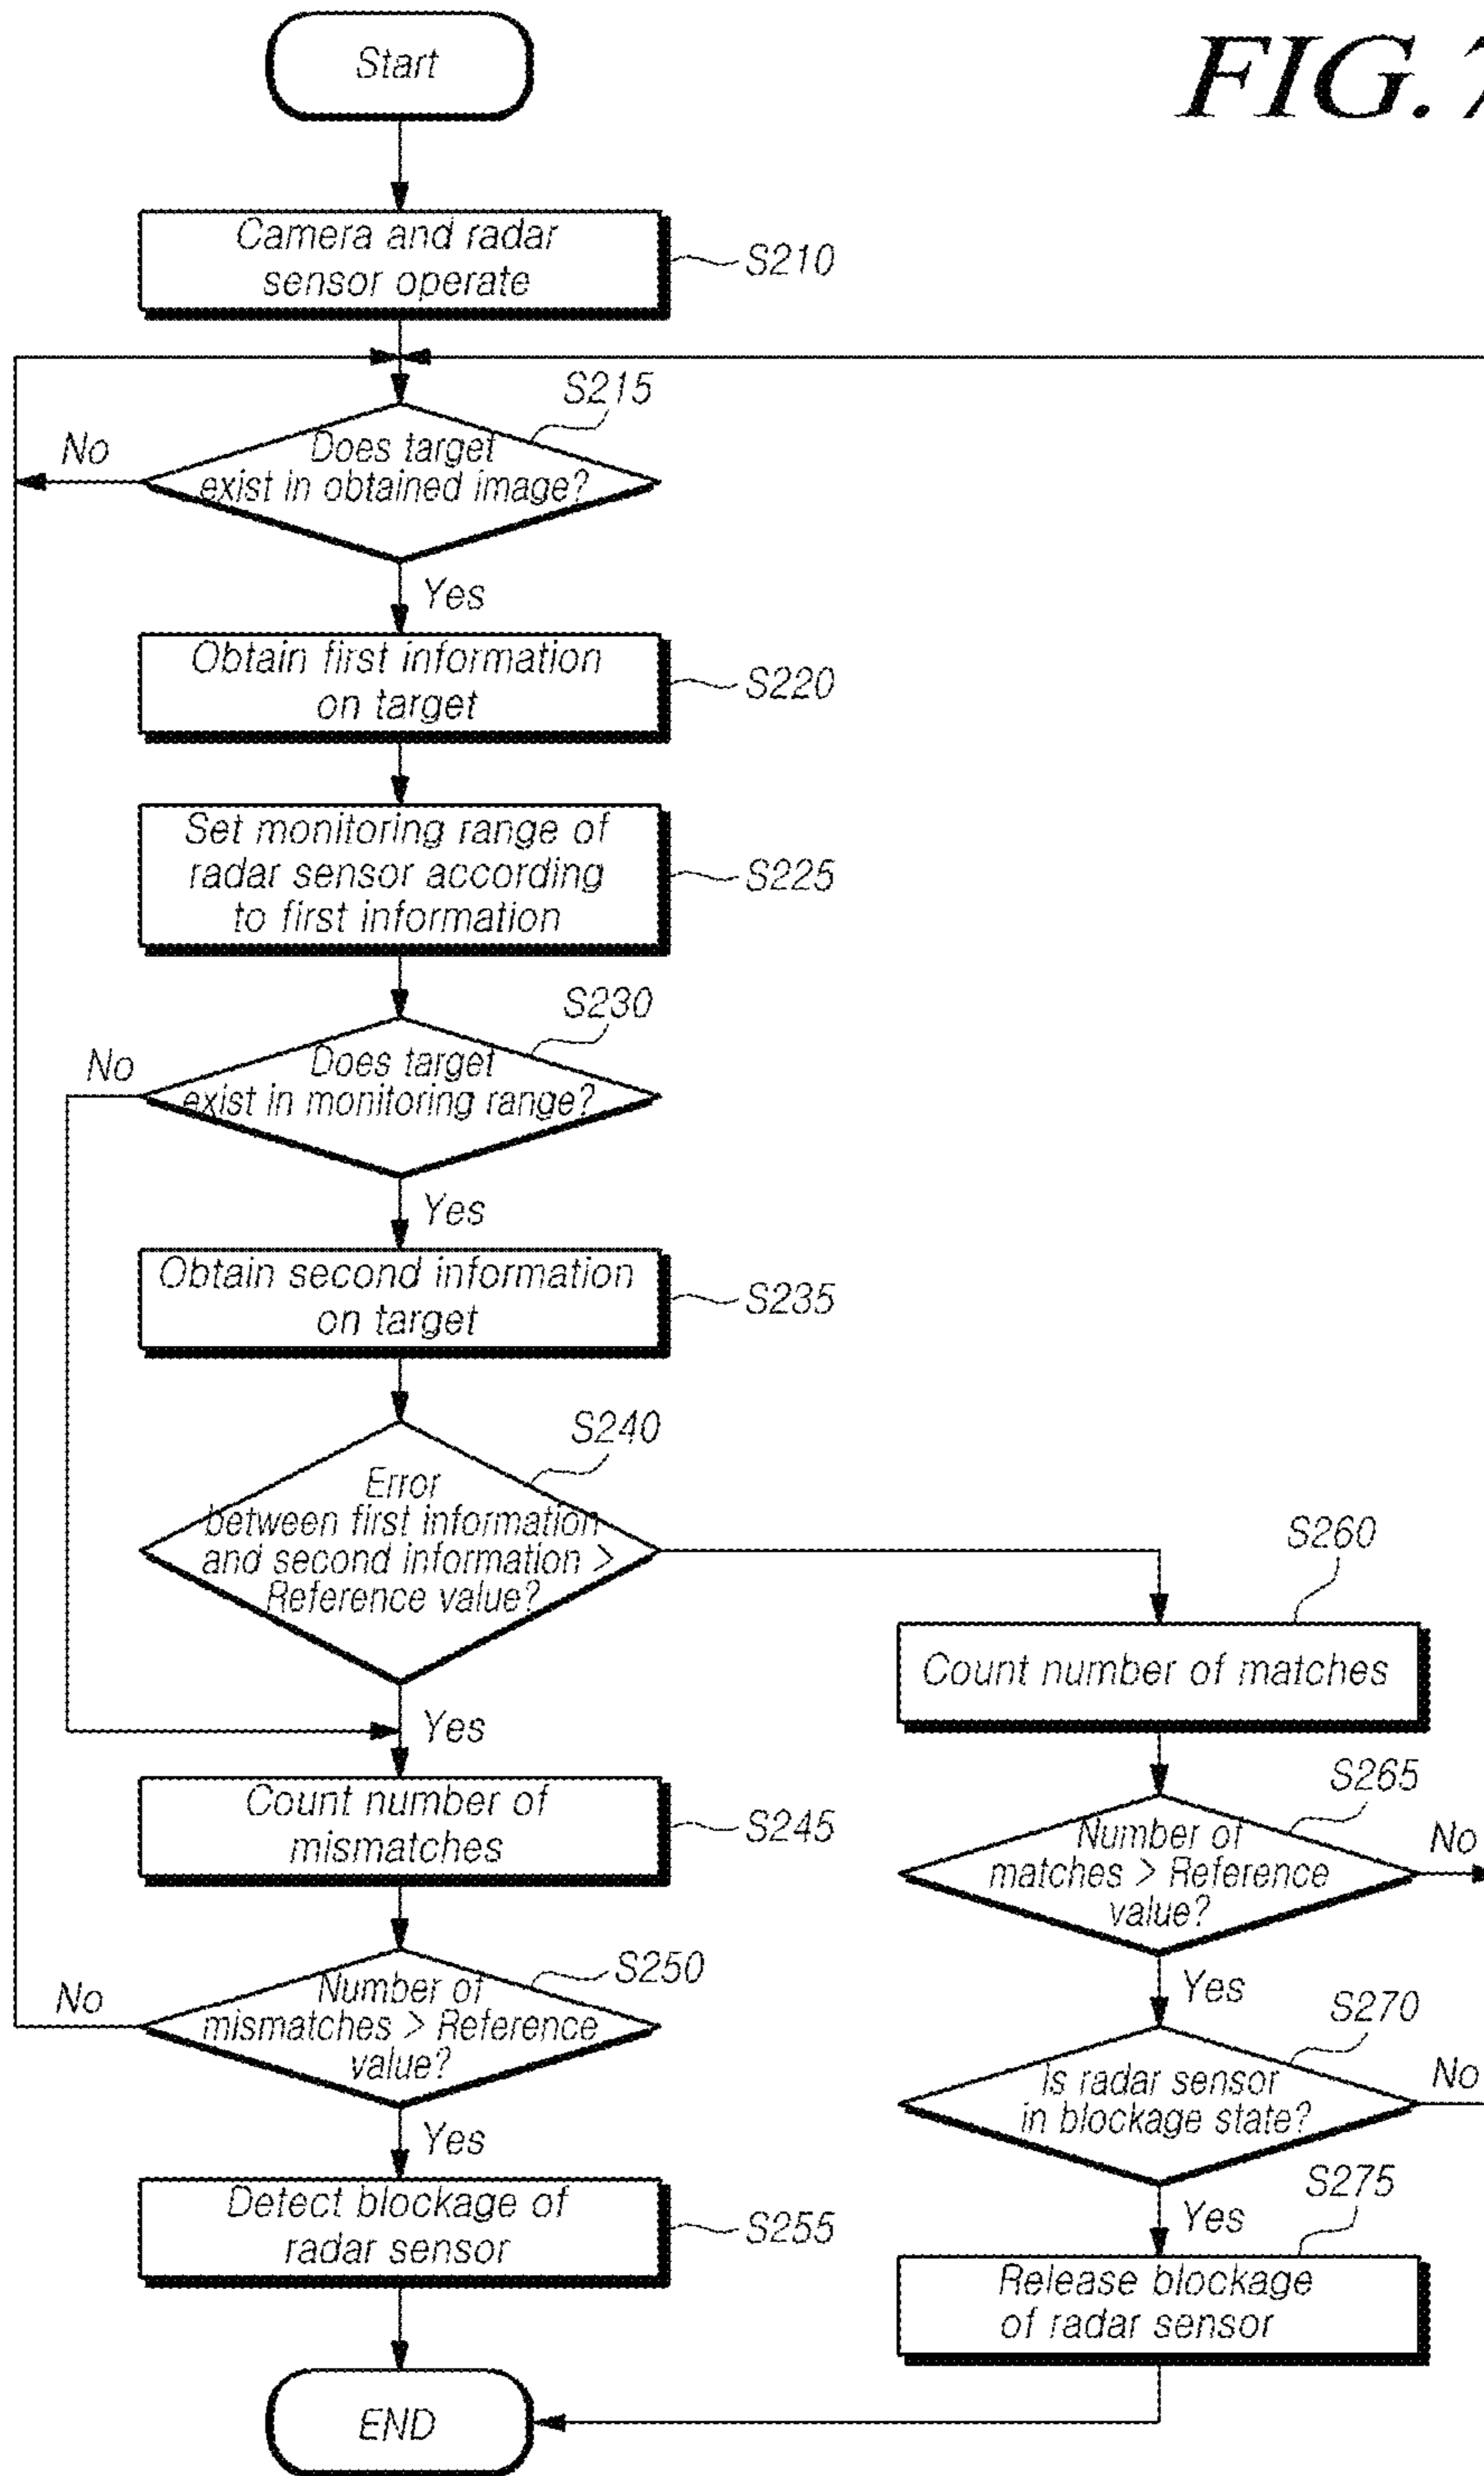 FIG. 7
Start
Camera and radar
sensor operate
S210
S215
No
Does target
exist in obtained image?
Yes
Obtain first information
on target
S220
Set monitoring range of
radar sensor according
to first information
S225
S230
No
Does target
exist in monitoring range?
Yes
Obtain second information
on target
S235
S240
Error
between first information
and second information >
Reference value?
Yes
Count number of
mismatches
S245
S250
No
Number of
mismatches > Reference
value?
Yes
Detect blockage of
radar sensor
S255
END
S260
Count number of matches
S265
Number of
matches > Reference
value?
No
Yes
S270
Is radar sensor
in blockage state?
No
Yes
S275
Release blockage
of radar sensor